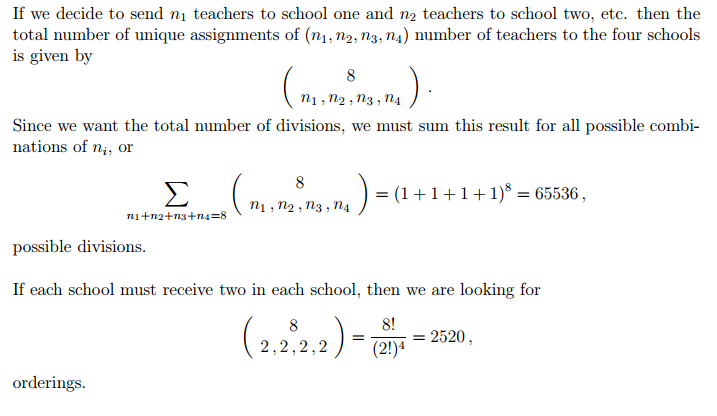 If we decide to send n₁ teachers to school one and n₂ teachers to school two, etc. then the
total number of unique assignments of (n₁, n₂, n₃, n₄) number of teachers to the four schools
is given by
( 8
n₁ , n₂ , n₃ , n₄ ) .
Since we want the total number of divisions, we must sum this result for all possible combi-
nations of nᵢ, or
∑ n₁+n₂+n₃+n₄=8 ( 8
n₁ , n₂ , n₃ , n₄ ) = (1 + 1 + 1 + 1)⁸ = 65536 ,
possible divisions.
If each school must receive two in each school, then we are looking for
( 8
2 , 2 , 2 , 2 ) = 8! / (2!)⁴ = 2520 ,
orderings.